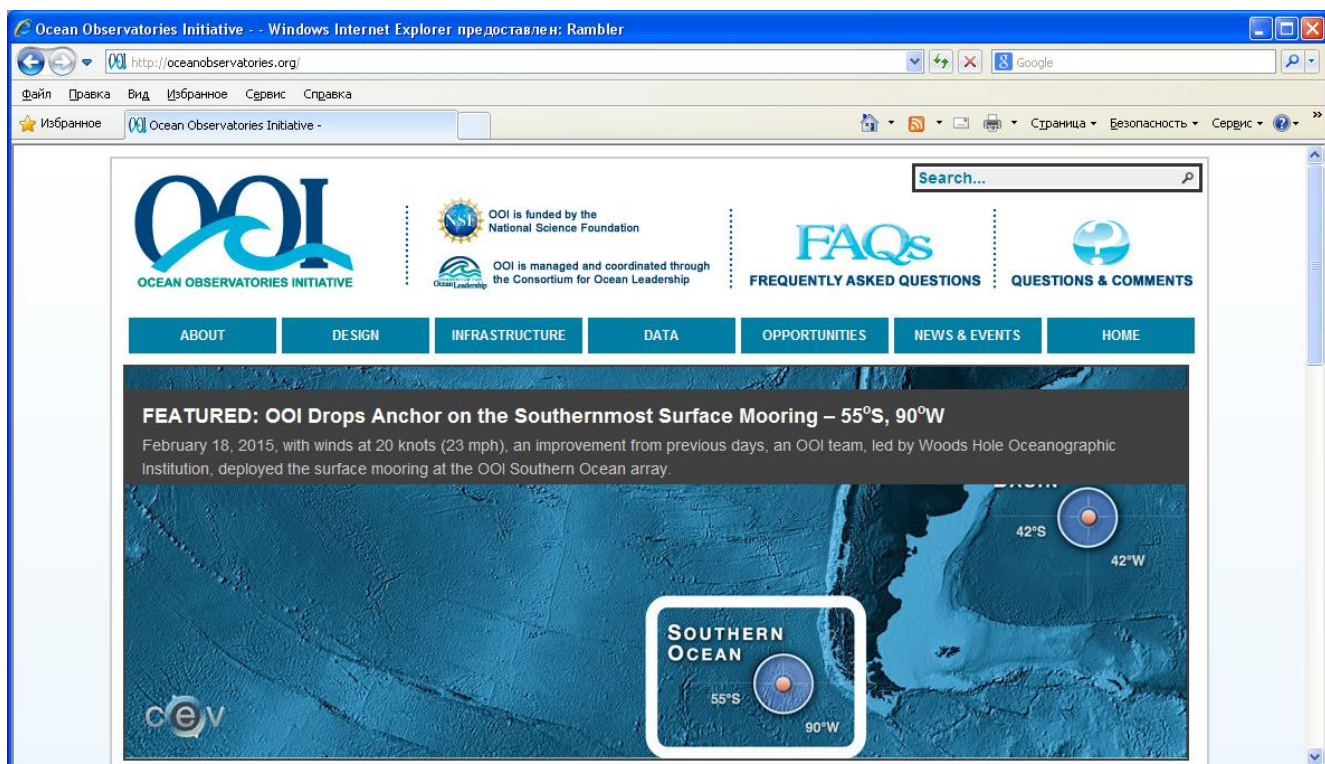 Ocean Observatories Initiative - - Windows Internet Explorer предоставлен: Rambler
http://oceanobservatories.org/
Google
Файл Правка Вид Избранное Сервис Справка
Избранное
Ocean Observatories Initiative -
Страница
Безопасность
Сервис
Search...
OOI
OCEAN OBSERVATORIES INITIATIVE
NSF
OOI is funded by the
National Science Foundation
Ocean Leadership
OOI is managed and coordinated through
the Consortium for Ocean Leadership
FAQs
FREQUENTLY ASKED QUESTIONS
QUESTIONS & COMMENTS
ABOUT
DESIGN
INFRASTRUCTURE
DATA
OPPORTUNITIES
NEWS & EVENTS
HOME
FEATURED: OOI Drops Anchor on the Southernmost Surface Mooring – 55°S, 90°W
February 18, 2015, with winds at 20 knots (23 mph), an improvement from previous days, an OOI team, led by Woods Hole Oceanographic
Institution, deployed the surface mooring at the OOI Southern Ocean array.
BASIN
42°S
42°W
SOUTHERN
OCEAN
55°S
90°W
cev